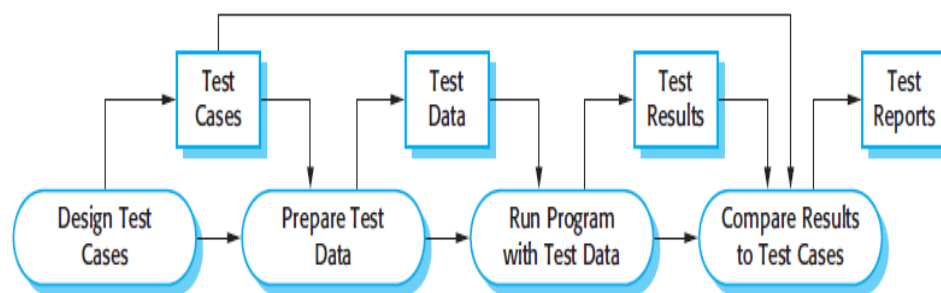 Test
Cases
Test
Data
Test
Results
Test
Reports
Design Test
Cases
Prepare Test
Data
Run Program
with Test Data
Compare Results
to Test Cases